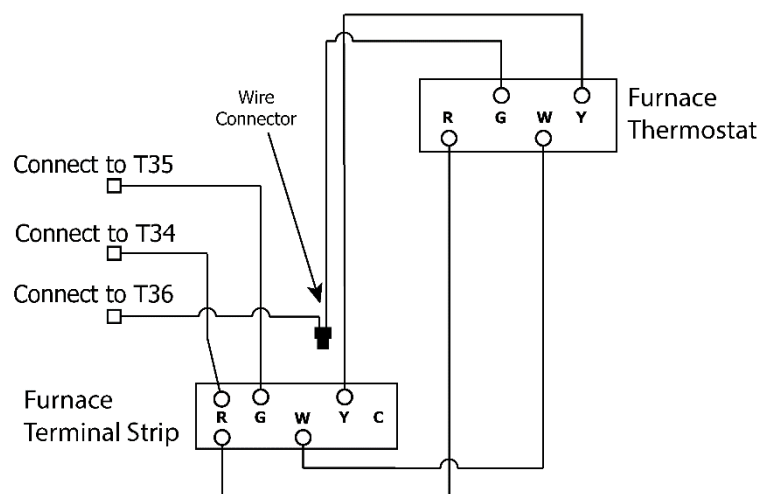 Wire
Connector
Furnace
Thermostat
R G W Y
Connect to T35
Connect to T34
Connect to T36
Furnace
Terminal Strip
R G W Y C